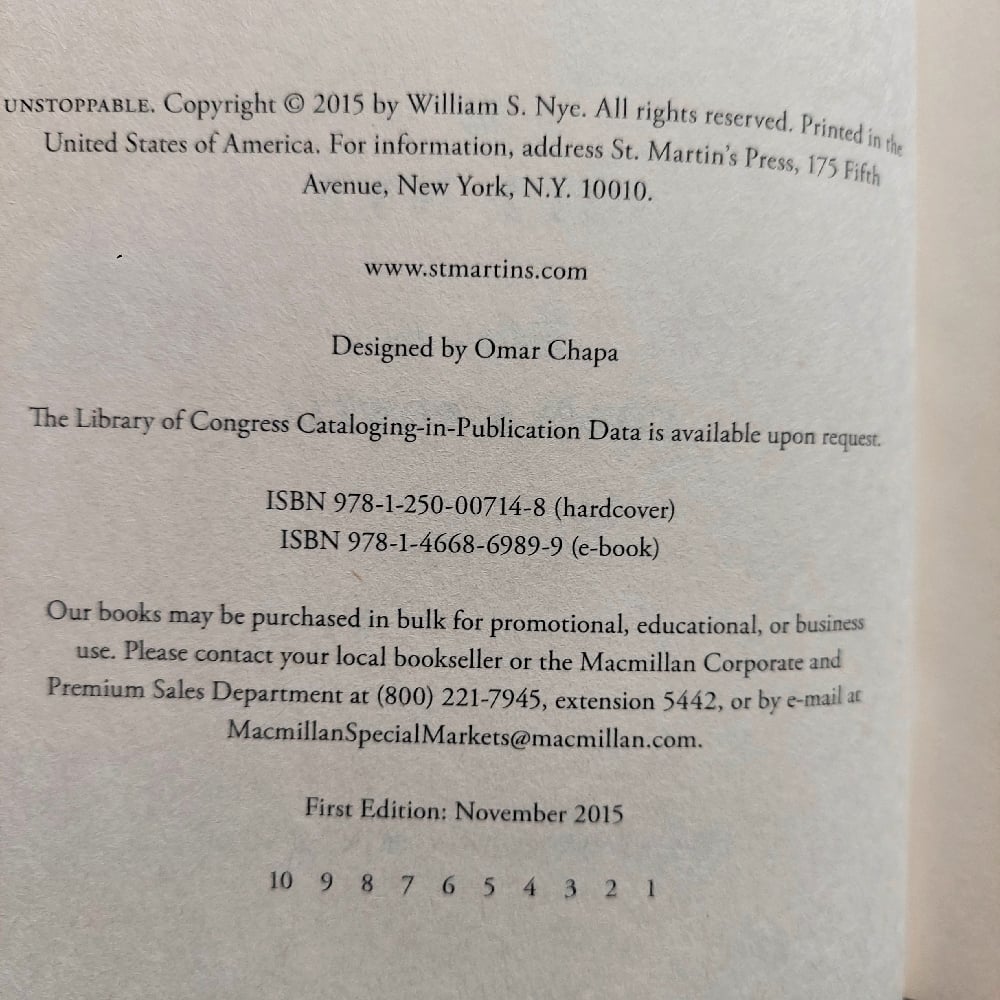 UNSTOPPABLE. Copyright © 2015 by William S. Nye. All rights reserved. Printed in the
United States of America. For information, address St. Martin's Press, 175 Fifth
Avenue, New York, N.Y. 10010.
www.stmartins.com
Designed by Omar Chapa
The Library of Congress Cataloging-in-Publication Data is available upon request.
ISBN 978-1-250-00714-8 (hardcover)
ISBN 978-1-4668-6989-9 (e-book)
Our books may be purchased in bulk for promotional, educational, or business
use. Please contact your local bookseller or the Macmillan Corporate and
Premium Sales Department at (800) 221-7945, extension 5442, or by e-mail at
MacmillanSpecialMarkets@macmillan.com.
First Edition: November 2015
10 9 8 7 6 5 4 3 2 1